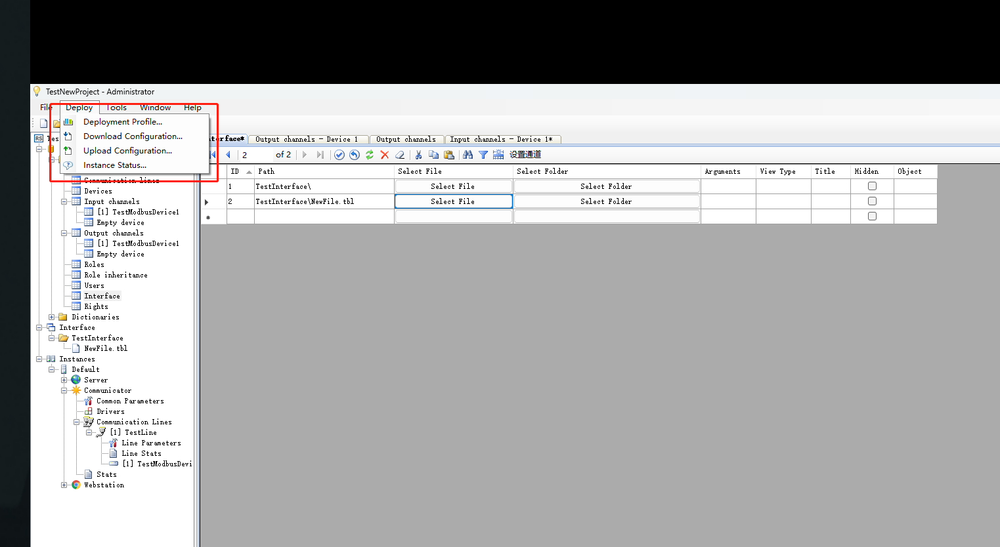 TestNewProject - Administrator
File Deploy Tools Window Help
Deployment Profile...
Download Configuration...
Upload Configuration...
Instance Status...
RS Tes
Communication lines
Devices
Input channels
[1] TestModbusDevice1
Empty device
Output channels
[1] TestModbusDevice1
Empty device
Roles
Role inheritance
Users
Interface
Rights
Dictionaries
Interface
TestInterface
NewFile.tbl
Instances
Default
Server
Communicator
Common Parameters
Drivers
Communication Lines
[1] TestLine
Line Parameters
Line Stats
[1] TestModbusDevi
Stats
Webstation
nterface* Output channels - Device 1 Output channels Input channels - Device 1*
2 of 2 设置通道
ID Path Select File Select Folder Arguments View Type Title Hidden Object
1 TestInterface\ Select File Select Folder
2 TestInterface\NewFile.tbl Select File Select Folder